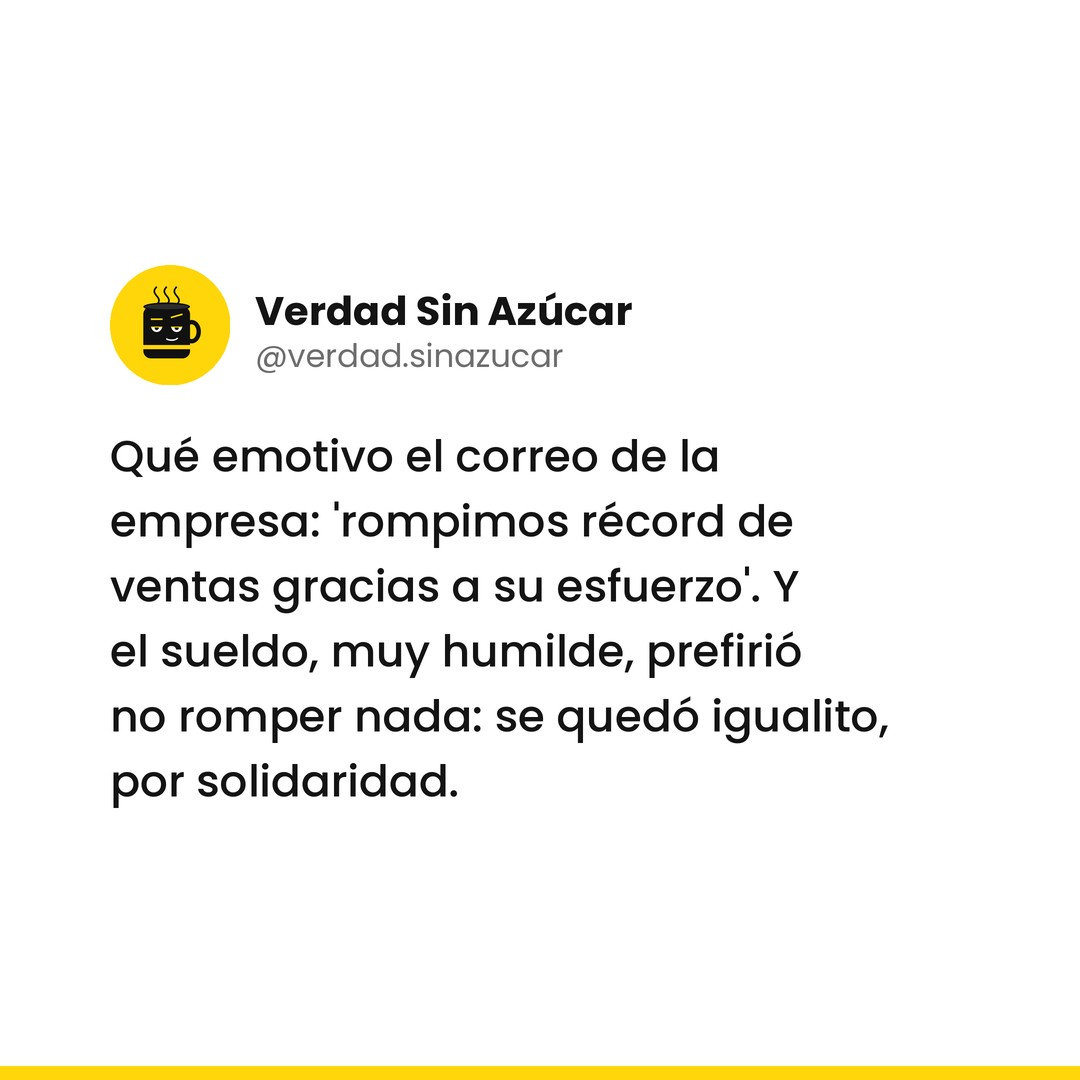 Verdad Sin Azúcar
@verdad.sinazucar
Qué emotivo el correo de la
empresa: 'rompimos récord de
ventas gracias a su esfuerzo'. Y
el sueldo, muy humilde, prefirió
no romper nada: se quedó igualito,
por solidaridad.